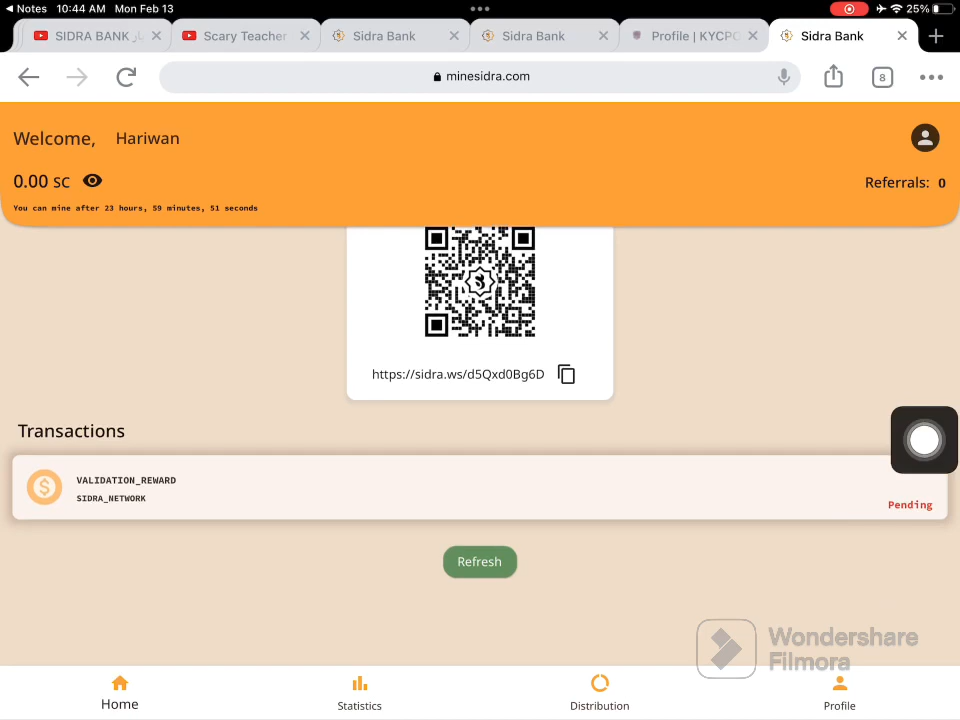 Notes 10:44 AM Mon Feb 13 25%
SIDRA BANK Scary Teacher Sidra Bank Sidra Bank Profile | KYCPO Sidra Bank
minesidra.com 8
Welcome, Hariwan
0.00 SC
Referrals: 0
You can mine after 23 hours, 59 minutes, 51 seconds
https://sidra.ws/d5Qxd0Bg6D
Transactions
VALIDATION_REWARD
SIDRA_NETWORK
Pending
Refresh
Wondershare
Filmora
Home Statistics Distribution Profile